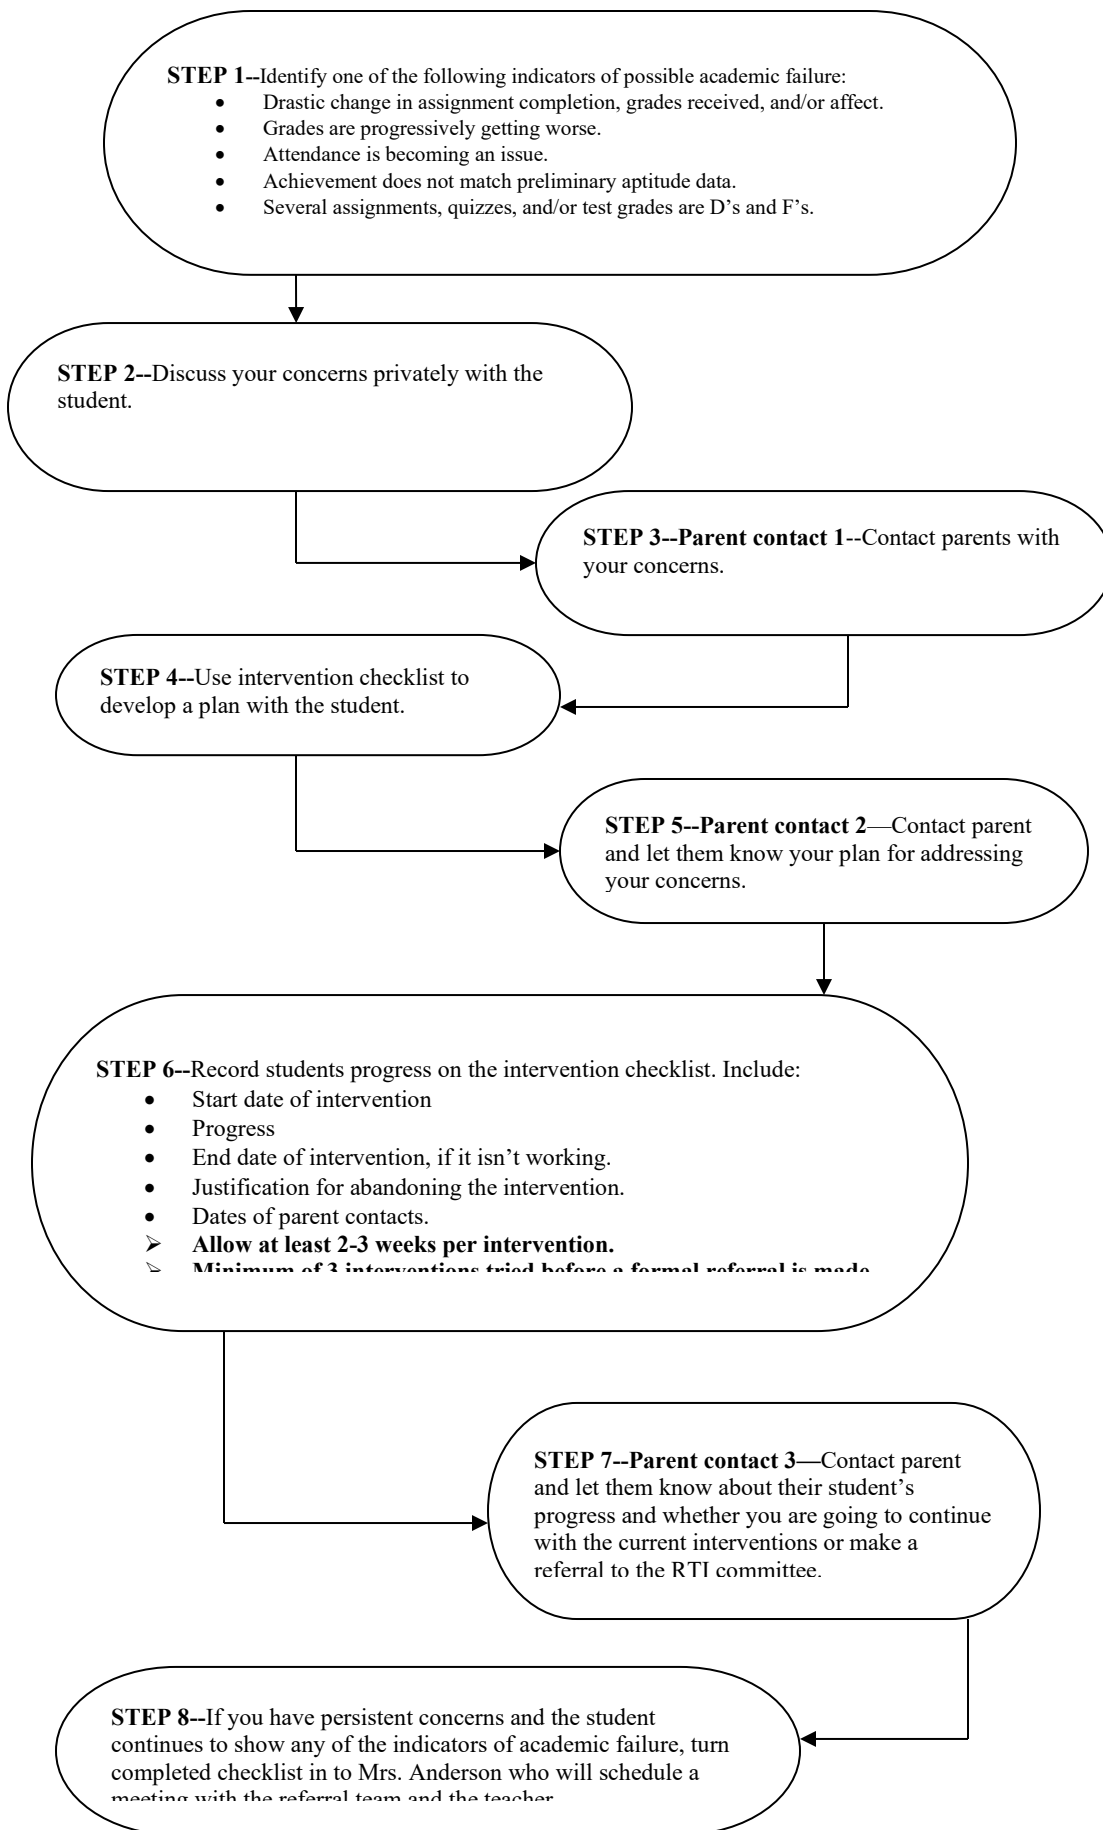 STEP 1--Identify one of the following indicators of possible academic failure:
• Drastic change in assignment completion, grades received, and/or affect.
• Grades are progressively getting worse.
• Attendance is becoming an issue.
• Achievement does not match preliminary aptitude data.
• Several assignments, quizzes, and/or test grades are D’s and F’s.
STEP 2--Discuss your concerns privately with the
student.
STEP 3--Parent contact 1--Contact parents with
your concerns.
STEP 4--Use intervention checklist to
develop a plan with the student.
STEP 5--Parent contact 2—Contact parent
and let them know your plan for addressing
your concerns.
STEP 6--Record students progress on the intervention checklist. Include:
• Start date of intervention
• Progress
• End date of intervention, if it isn’t working.
• Justification for abandoning the intervention.
• Dates of parent contacts.
➢ Allow at least 2-3 weeks per intervention.
➢ Minimum of 3 interventions tried before a formal referral is made
STEP 7--Parent contact 3—Contact parent
and let them know about their student’s
progress and whether you are going to continue
with the current interventions or make a
referral to the RTI committee.
STEP 8--If you have persistent concerns and the student
continues to show any of the indicators of academic failure, turn
completed checklist in to Mrs. Anderson who will schedule a
meeting with the referral team and the teacher